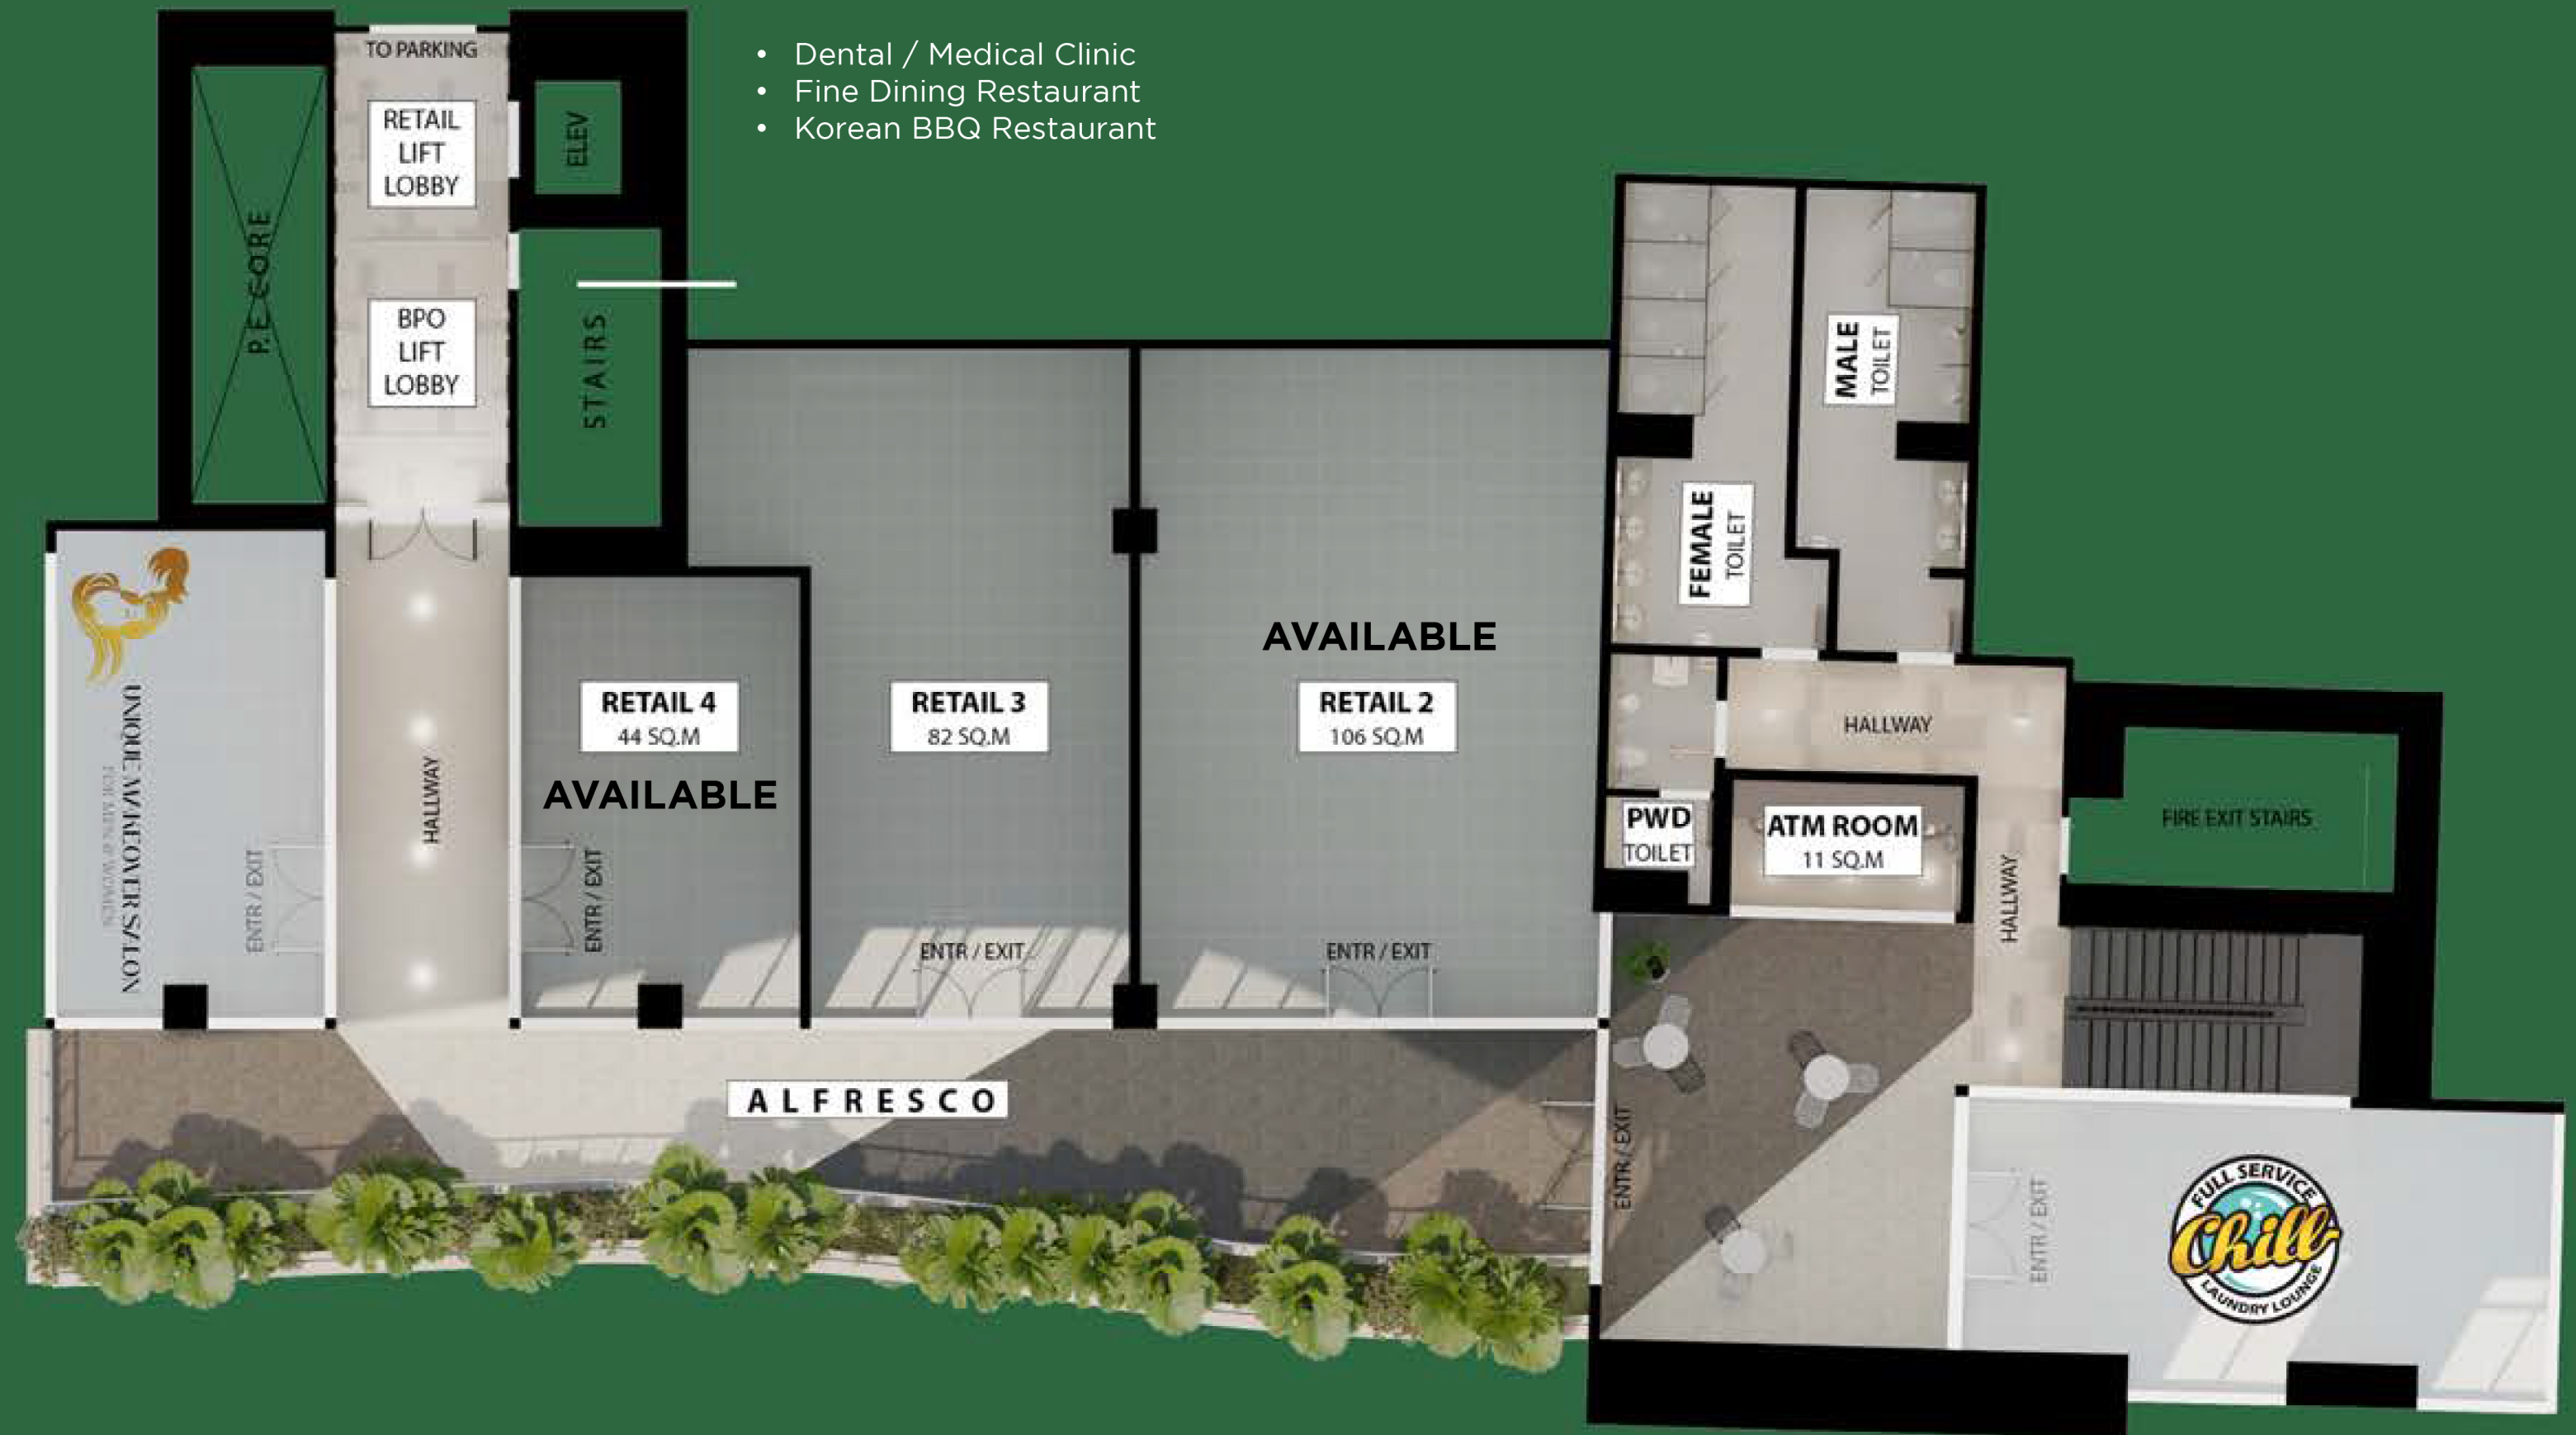 • Dental / Medical Clinic
• Fine Dining Restaurant
• Korean BBQ Restaurant
TO PARKING
RETAIL
LIFT
LOBBY
ELEV
P.E CORE
BPO
LIFT
LOBBY
STAIRS
MALE
TOILET
FEMALE
TOILET
UNIQUE MAKEOVER SALON
FOR MEN & WOMEN
ENTR / EXIT
HALLWAY
RETAIL 4
44 SQ.M
AVAILABLE
ENTR / EXIT
RETAIL 3
82 SQ.M
ENTR / EXIT
AVAILABLE
RETAIL 2
106 SQ.M
ENTR / EXIT
HALLWAY
PWD
TOILET
ATM ROOM
11 SQ.M
HALLWAY
FIRE EXIT STAIRS
ALFRESCO
ENTR / EXIT
ENTR / EXIT
FULL SERVICE
Chill
LAUNDRY LOUNGE